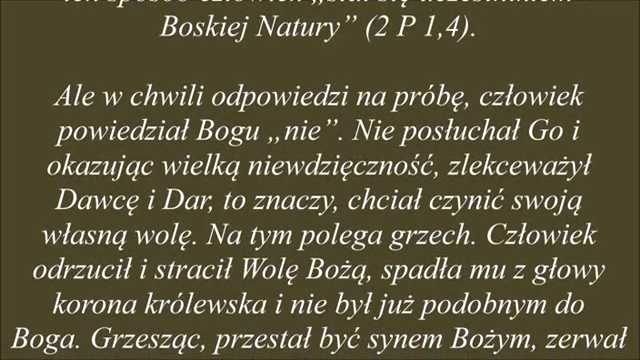 Boskiej Natury” (2 P 1,4).
Ale w chwili odpowiedzi na próbę, człowiek
powiedział Bogu „nie”. Nie posłuchał Go i
okazując wielką niewdzięczność, zlekceważył
Dawcę i Dar, to znaczy, chciał czynić swoją
własną wolę. Na tym polega grzech. Człowiek
odrzucił i stracił Wolę Bożą, spadła mu z głowy
korona królewska i nie był już podobnym do
Boga. Grzesząc, przestał być synem Bożym, zerwał